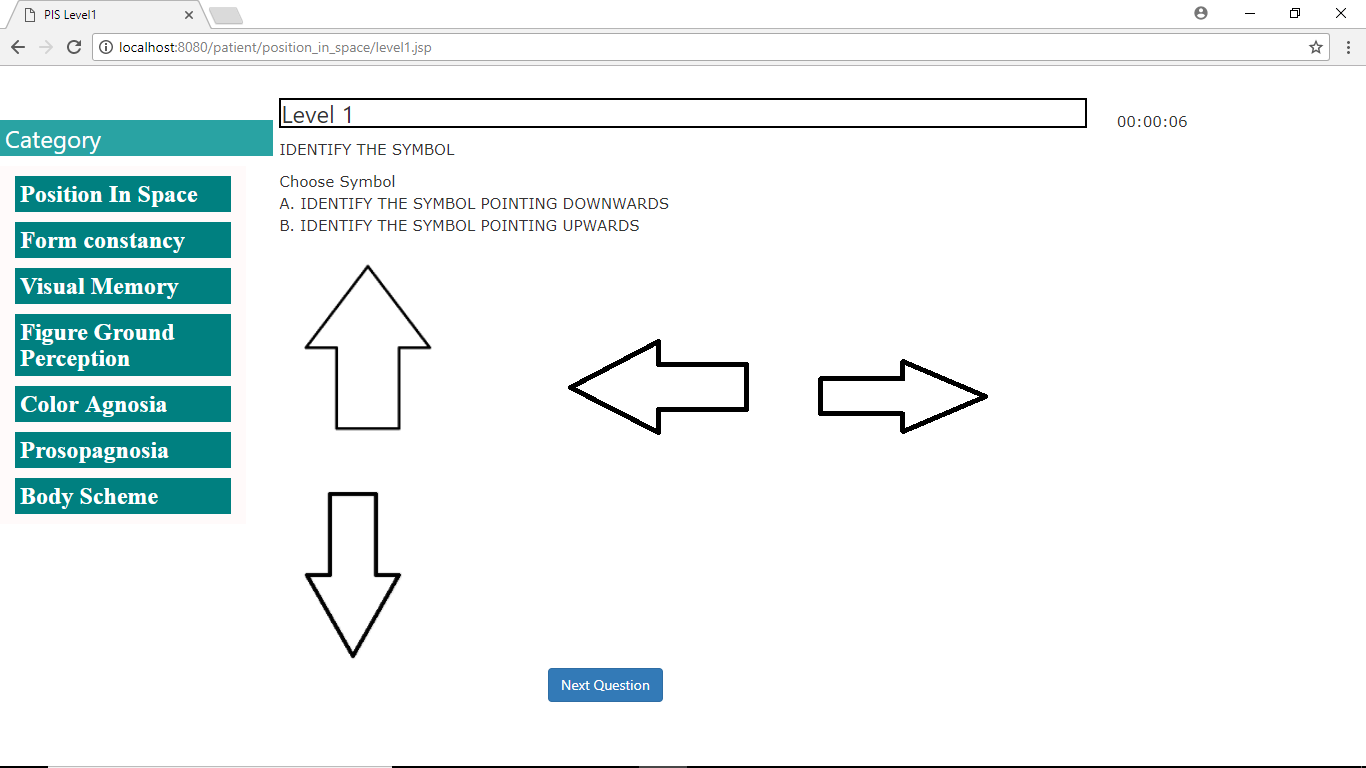 PIS Level1
localhost:8080/patient/position_in_space/level1.jsp
Level 1
00:00:06
Category
IDENTIFY THE SYMBOL
Choose Symbol
A. IDENTIFY THE SYMBOL POINTING DOWNWARDS
B. IDENTIFY THE SYMBOL POINTING UPWARDS
Position In Space
Form constancy
Visual Memory
Figure Ground
Perception
Color Agnosia
Prosopagnosia
Body Scheme
Next Question